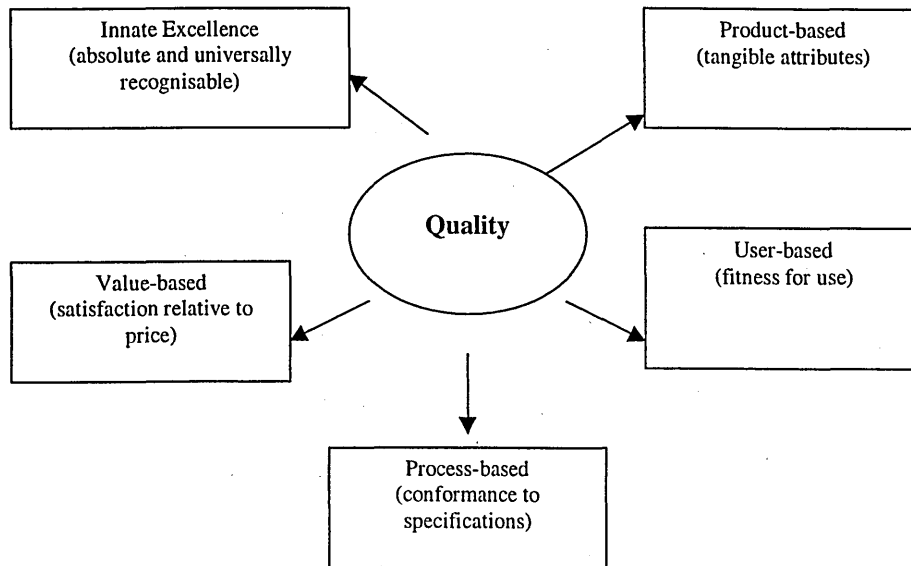 Innate Excellence
(absolute and universally
recognisable)
Product-based
(tangible attributes)
Quality
Value-based
(satisfaction relative to
price)
User-based
(fitness for use)
Process-based
(conformance to
specifications)